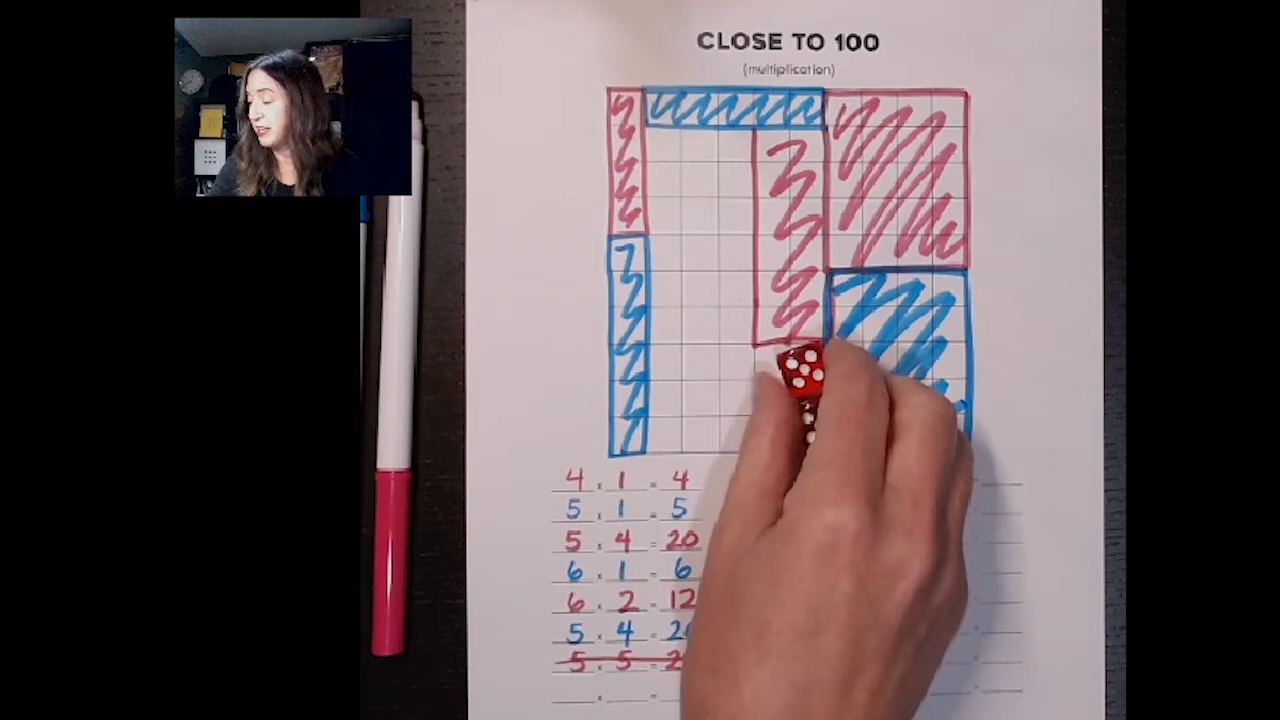 CLOSE TO 100
(multiplication)
4 x 1 = 4
5 x 1 = 5
5 x 4 = 20
6 x 1 = 6
6 x 2 = 12
5 x 4 =
5 x 5 =
x =